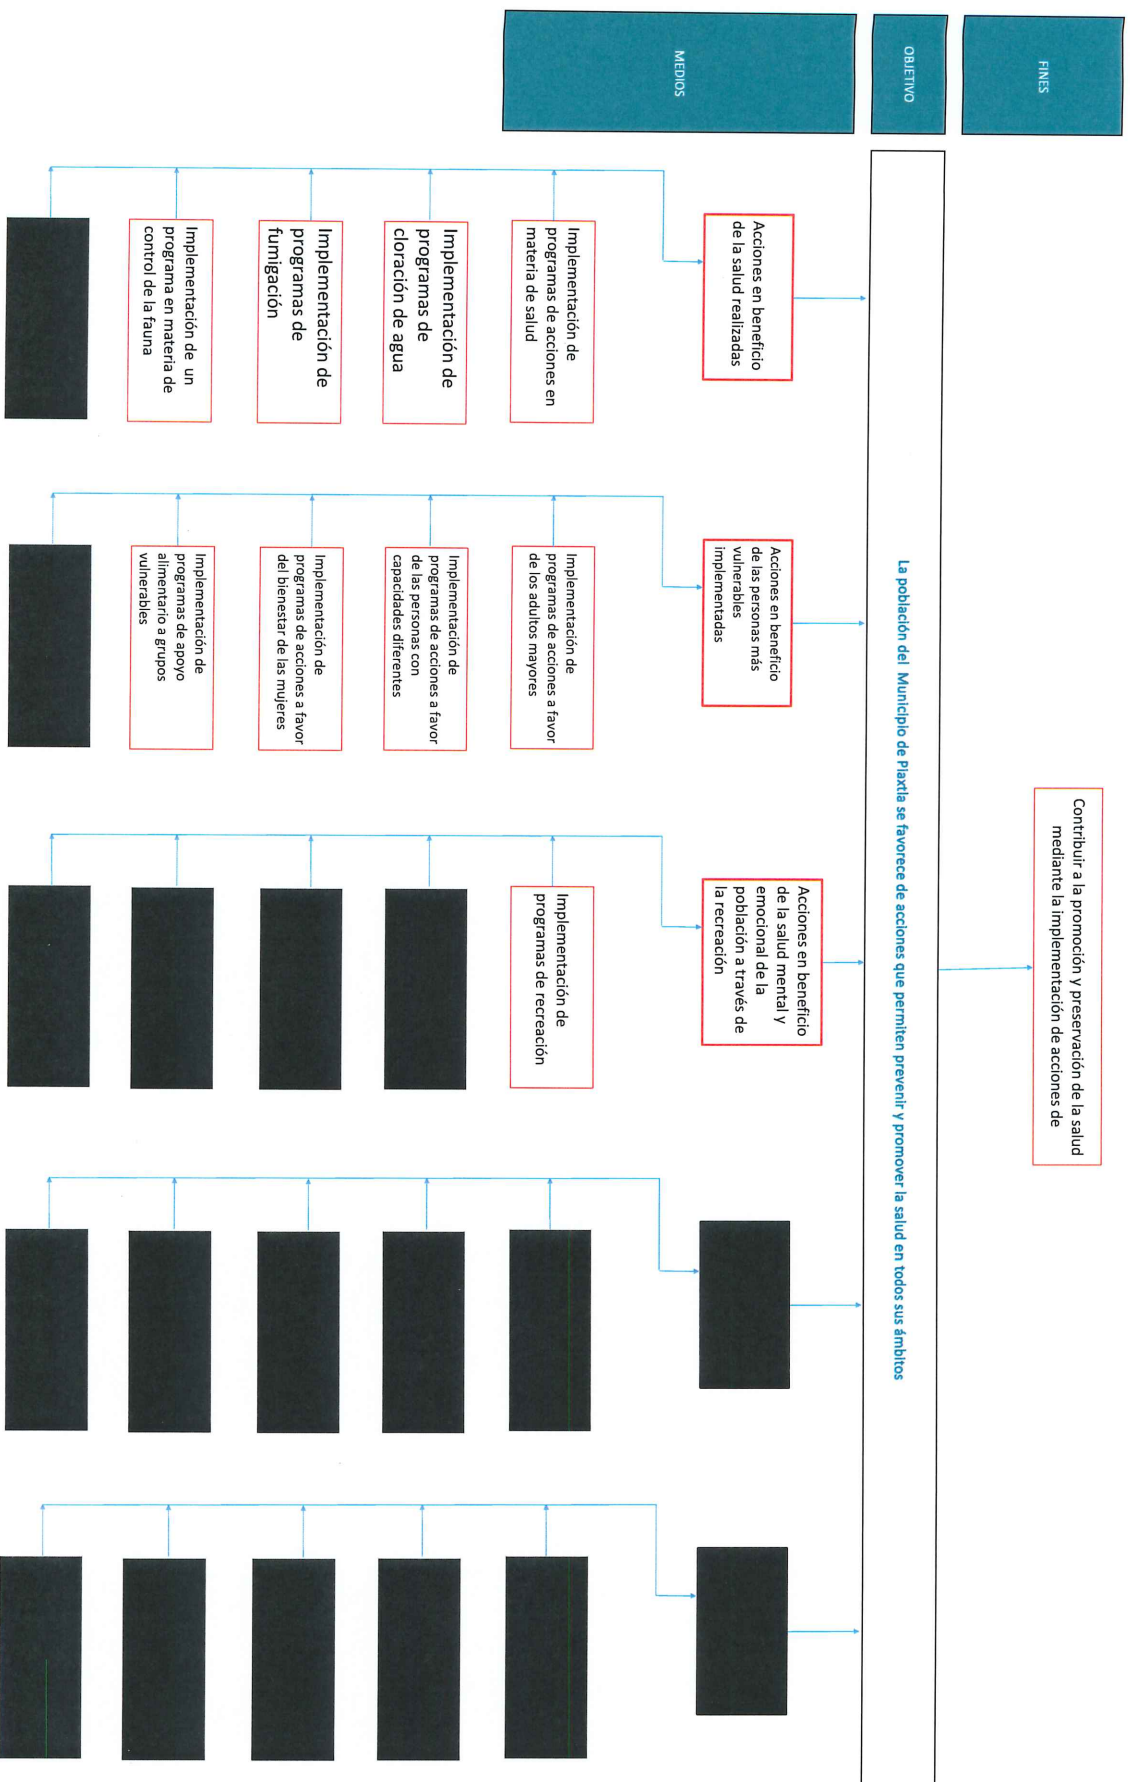 FINES
Contribuir a la promoción y preservación de la salud
mediante la implementación de acciones de
OBJETIVO
La población del Municipio de Piaxtla se favorece de acciones que permiten prevenir y promover la salud en todos sus ámbitos
MEDIOS
Acciones en beneficio
de la salud realizadas
Implementación de
programas de acciones en
materia de salud
Implementación de
programas de
cloración de agua
Implementación de
programas de
fumigación
Implementación de un
programa en materia de
control de la fauna
Acciones en beneficio
de las personas más
vulnerables
implementadas
Implementación de
programas de acciones a favor
de los adultos mayores
Implementación de
programas de acciones a favor
de las personas con
capacidades diferentes
Implementación de
programas de acciones a favor
del bienestar de las mujeres
Implementación de
programas de apoyo
alimentario a grupos
vulnerables
Acciones en beneficio
de la salud mental y
emocional de la
población a través de
la recreación
Implementación de
programas de recreación